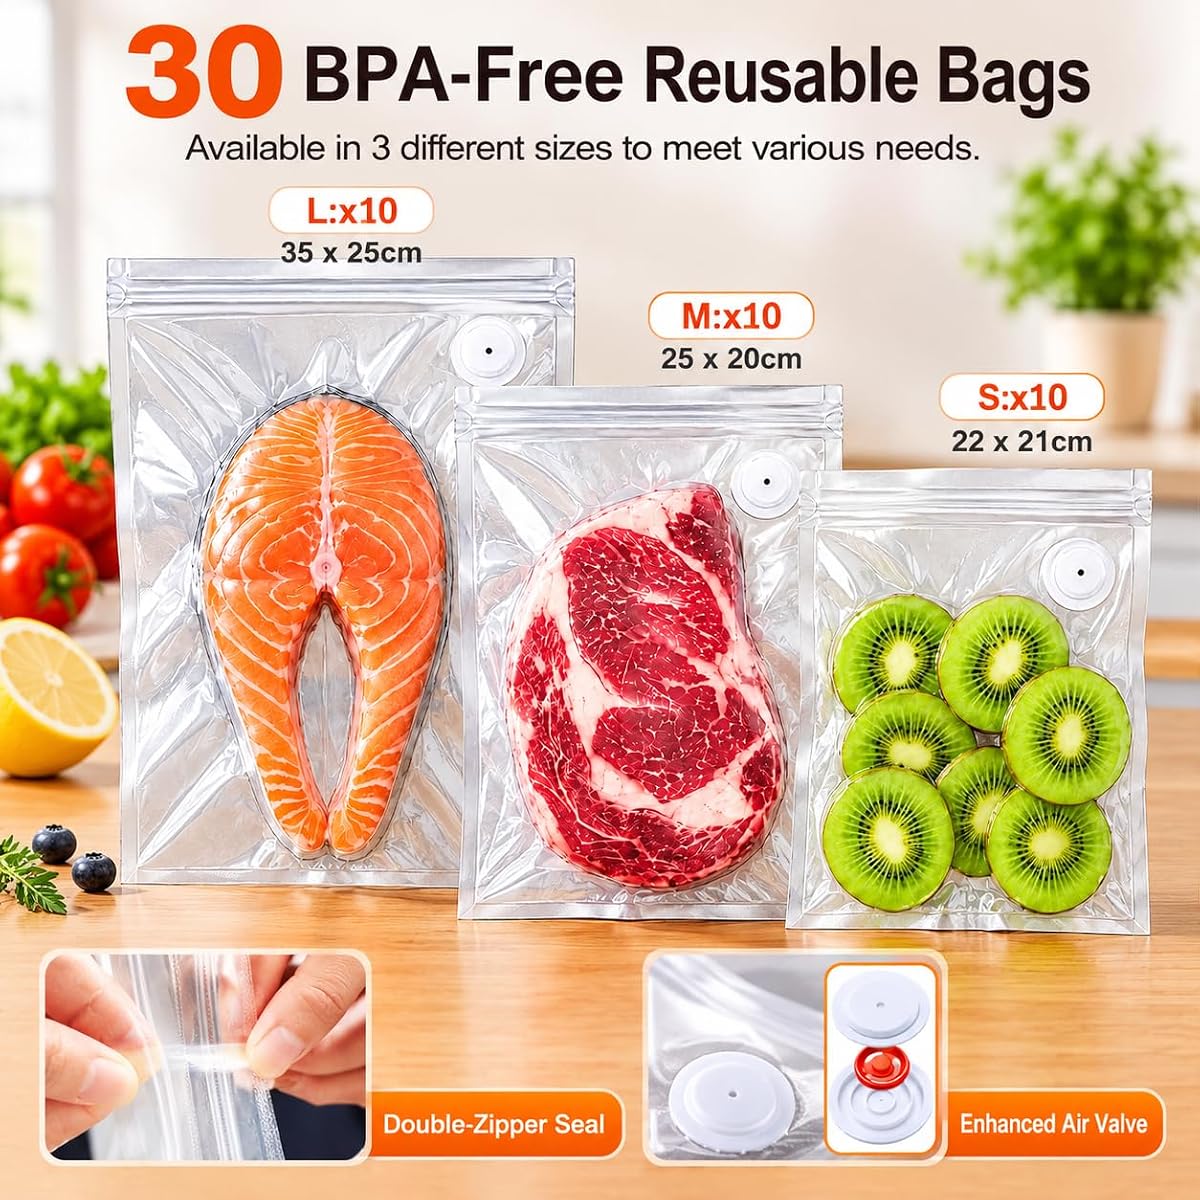 30 BPA-Free Reusable Bags
Available in 3 different sizes to meet various needs.
L:x10
35 x 25cm
M:x10
25 x 20cm
S:x10
22 x 21cm
Double-Zipper Seal
Enhanced Air Valve